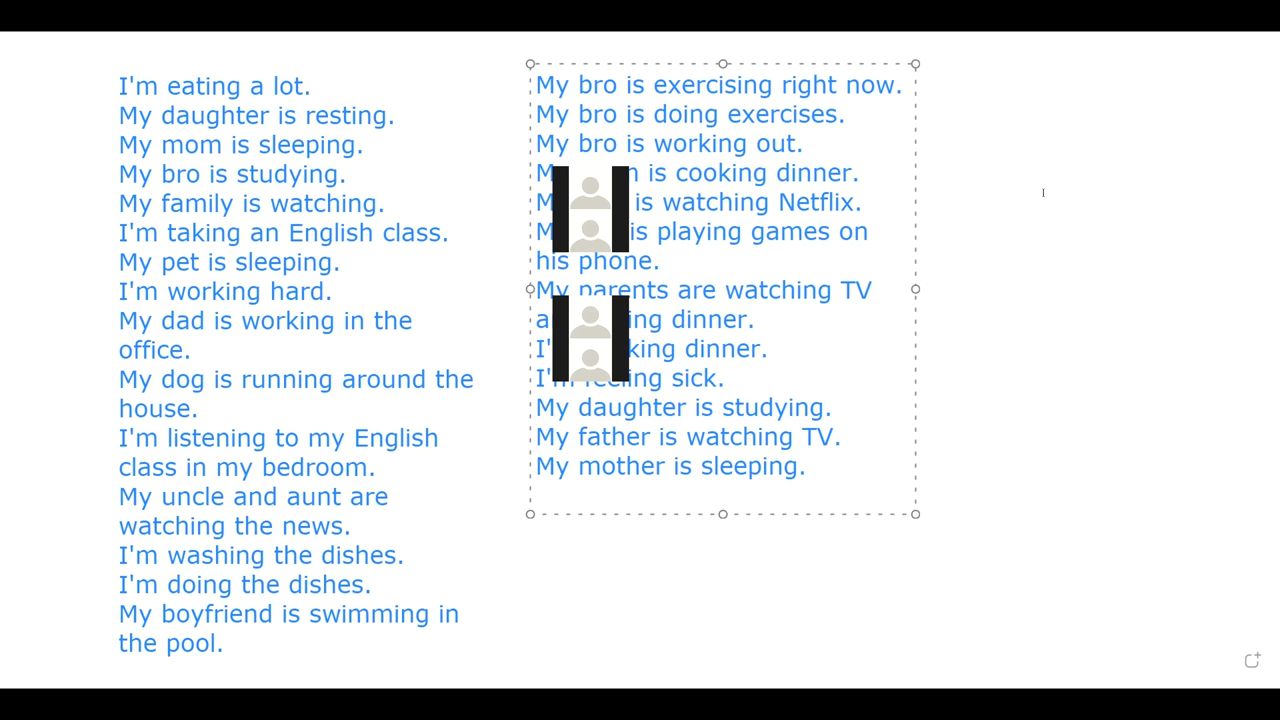 I'm eating a lot.
My daughter is resting.
My mom is sleeping.
My bro is studying.
My family is watching.
I'm taking an English class.
My pet is sleeping.
I'm working hard.
My dad is working in the
office.
My dog is running around the
house.
I'm listening to my English
class in my bedroom.
My uncle and aunt are
watching the news.
I'm washing the dishes.
I'm doing the dishes.
My boyfriend is swimming in
the pool.
My bro is exercising right now.
My bro is doing exercises.
My bro is working out.
is cooking dinner.
is watching Netflix.
is playing games on
his phone.
My parents are watching TV
dinner.
dinner.
I'm feeling sick.
My daughter is studying.
My father is watching TV.
My mother is sleeping.